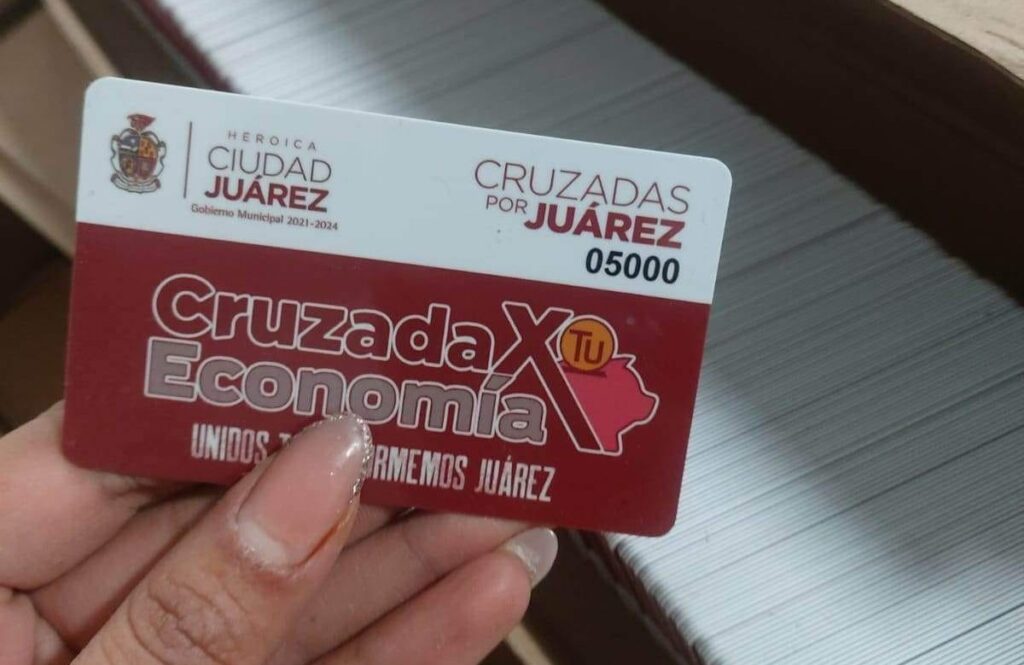 HEROICA
CIUDAD
JUÁREZ
Gobierno Municipal 2021-2024
CRUZADAS
POR JUÁREZ
05000
Cruzada X TU
Economía
UNIDOS RMEMOS JUÁREZ